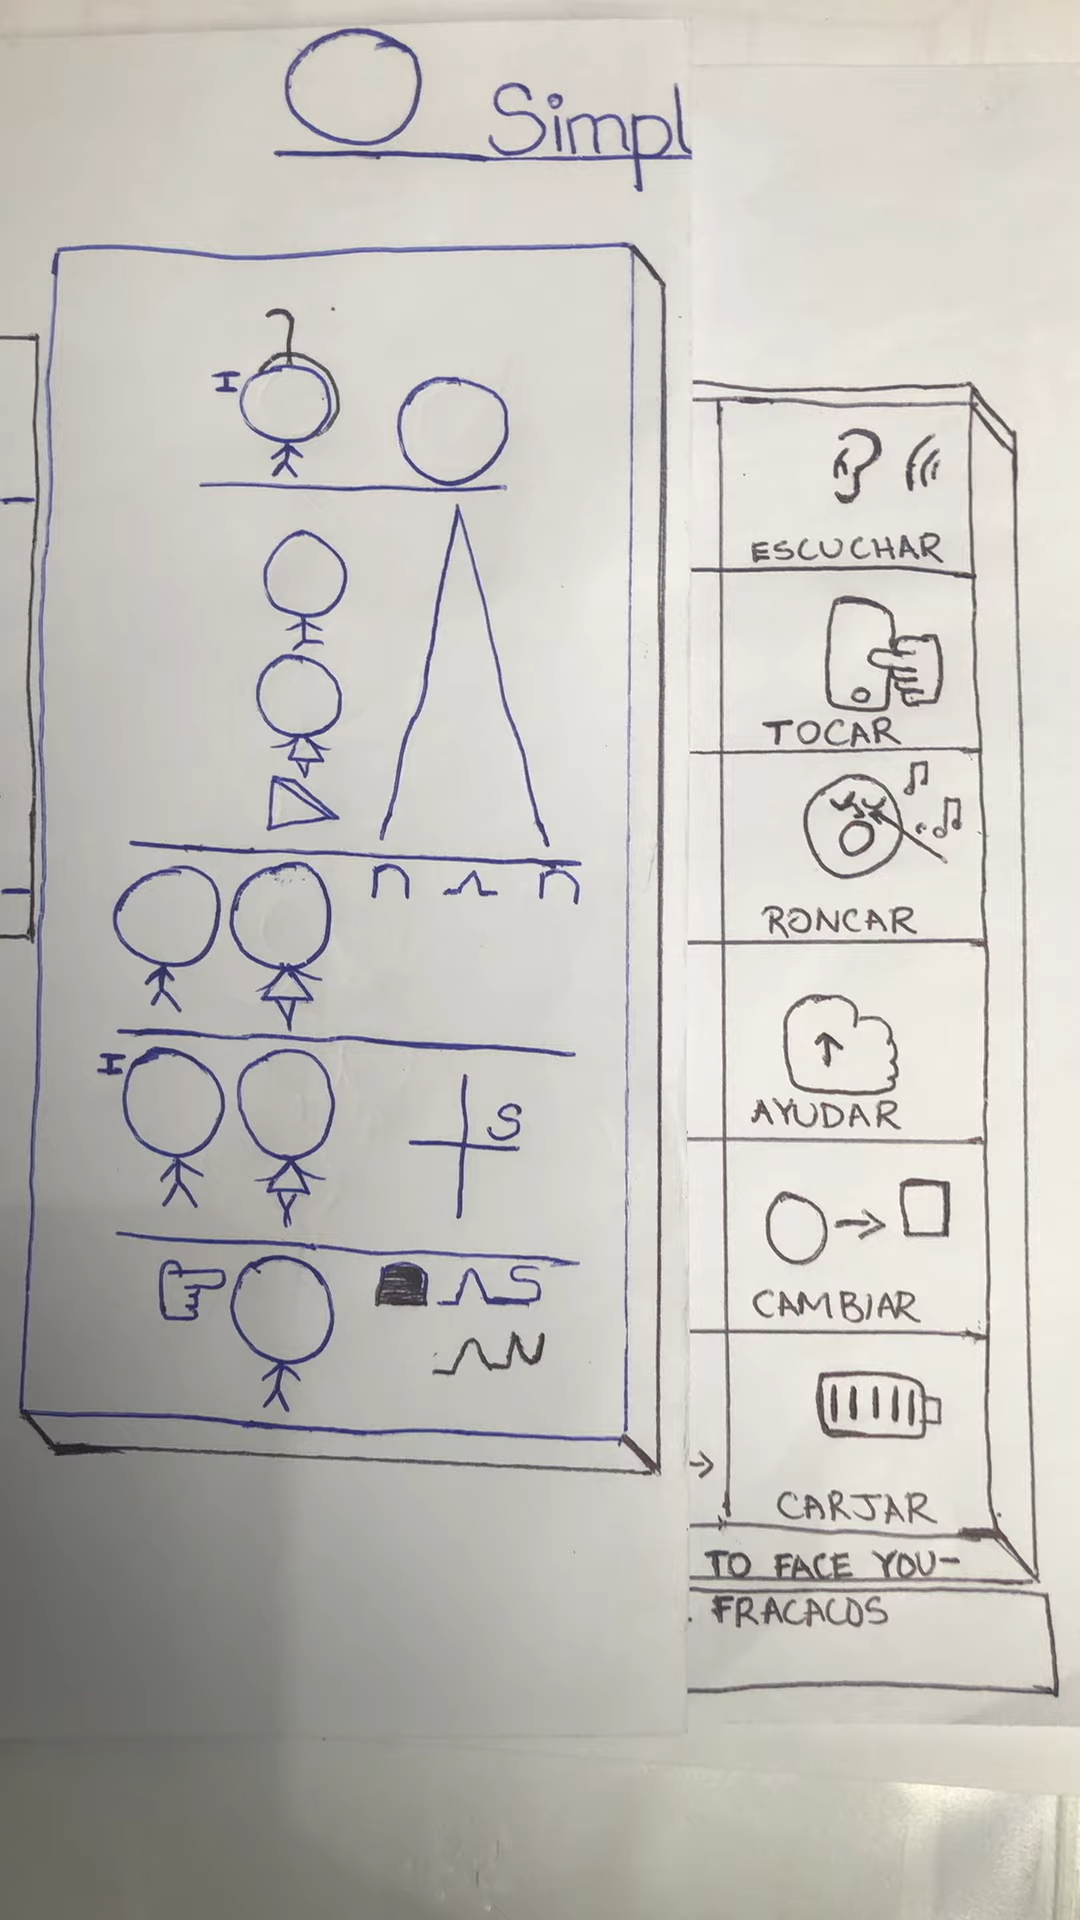 Simpl
I
I
S
ESCUCHAR
TOCAR
RONCAR
AYUDAR
CAMBIAR
CARJAR
TO FACE YOU-
FRACACOS